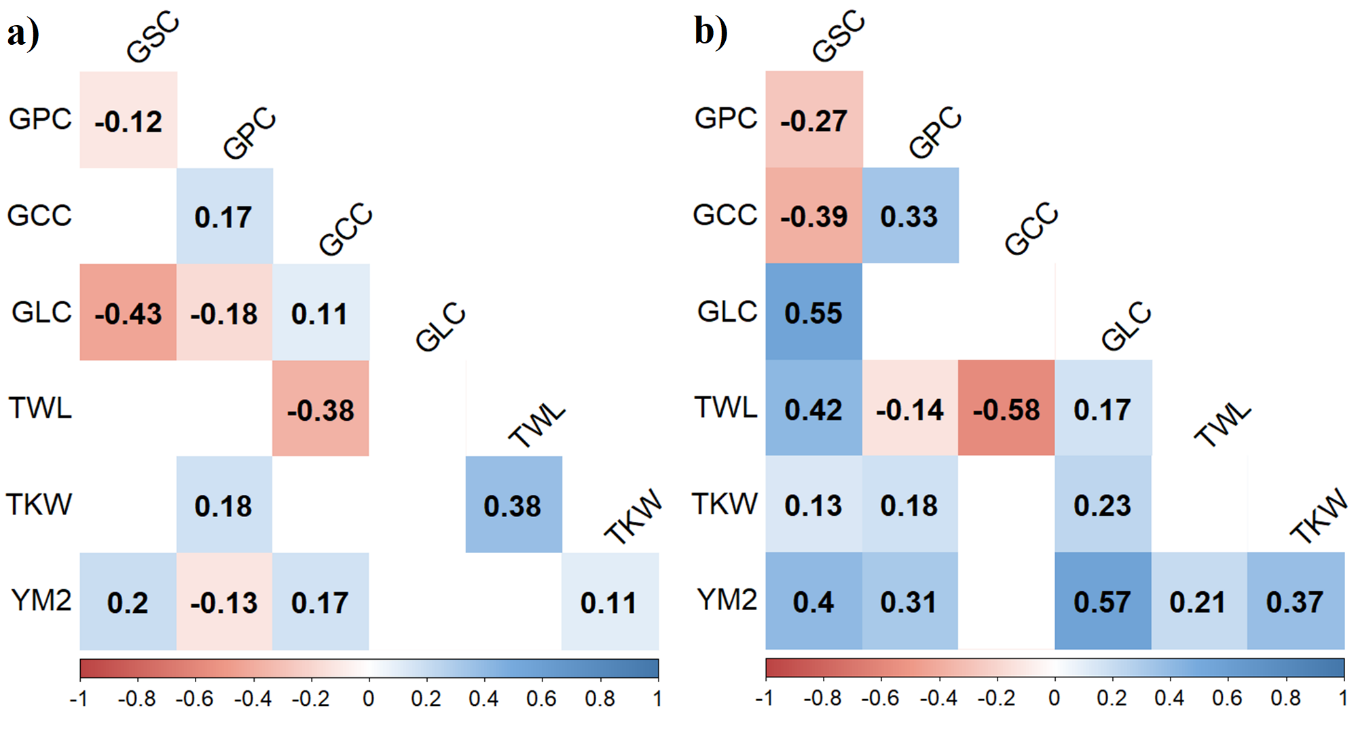 a)
GSC
GPC -0.12 GPC
GCC 0.17 GCC
GLC -0.43 -0.18 0.11 GLC
TWL -0.38 TWL
TKW 0.18 0.38 TKW
YM2 0.2 -0.13 0.17 0.11
-1 -0.8 -0.6 -0.4 -0.2 0 0.2 0.4 0.6 0.8 1
b)
GSC
GPC -0.27 GPC
GCC -0.39 0.33 GCC
GLC 0.55 GLC
TWL 0.42 -0.14 -0.58 0.17 TWL
TKW 0.13 0.18 0.23 TKW
YM2 0.4 0.31 0.57 0.21 0.37
-1 -0.8 -0.6 -0.4 -0.2 0 0.2 0.4 0.6 0.8 1